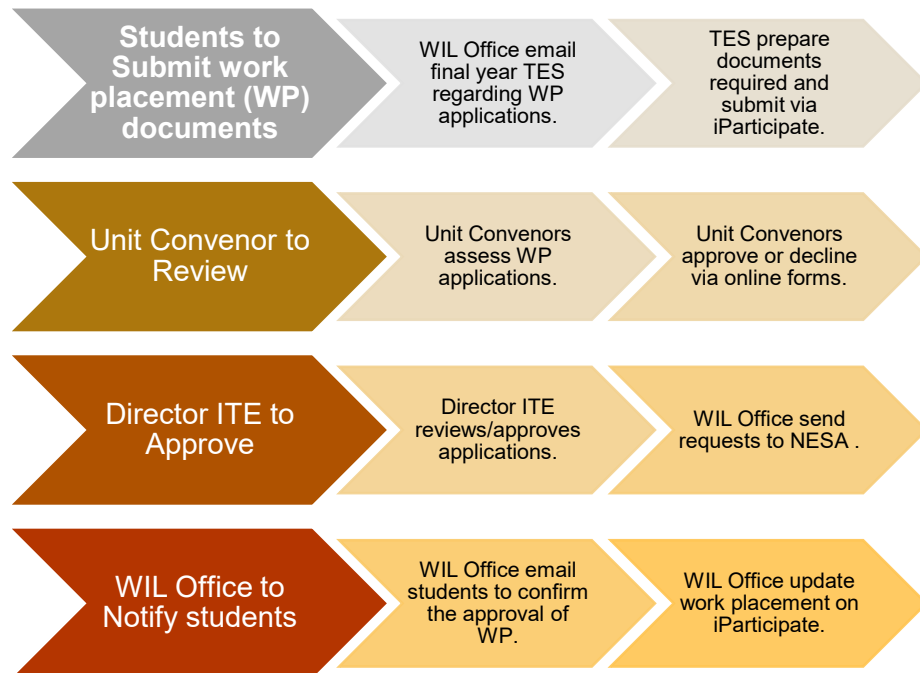 Students to
Submit work
placement (WP)
documents
WIL Office email
final year TES
regarding WP
applications.
TES prepare
documents
required and
submit via
iParticipate.
Unit Convenor to
Review
Unit Convenors
assess WP
applications.
Unit Convenors
approve or decline
via online forms.
Director ITE to
Approve
Director ITE
reviews/approves
applications.
WIL Office send
requests to NESA .
WIL Office to
Notify students
WIL Office email
students to confirm
the approval of
WP.
WIL Office update
work placement on
iParticipate.